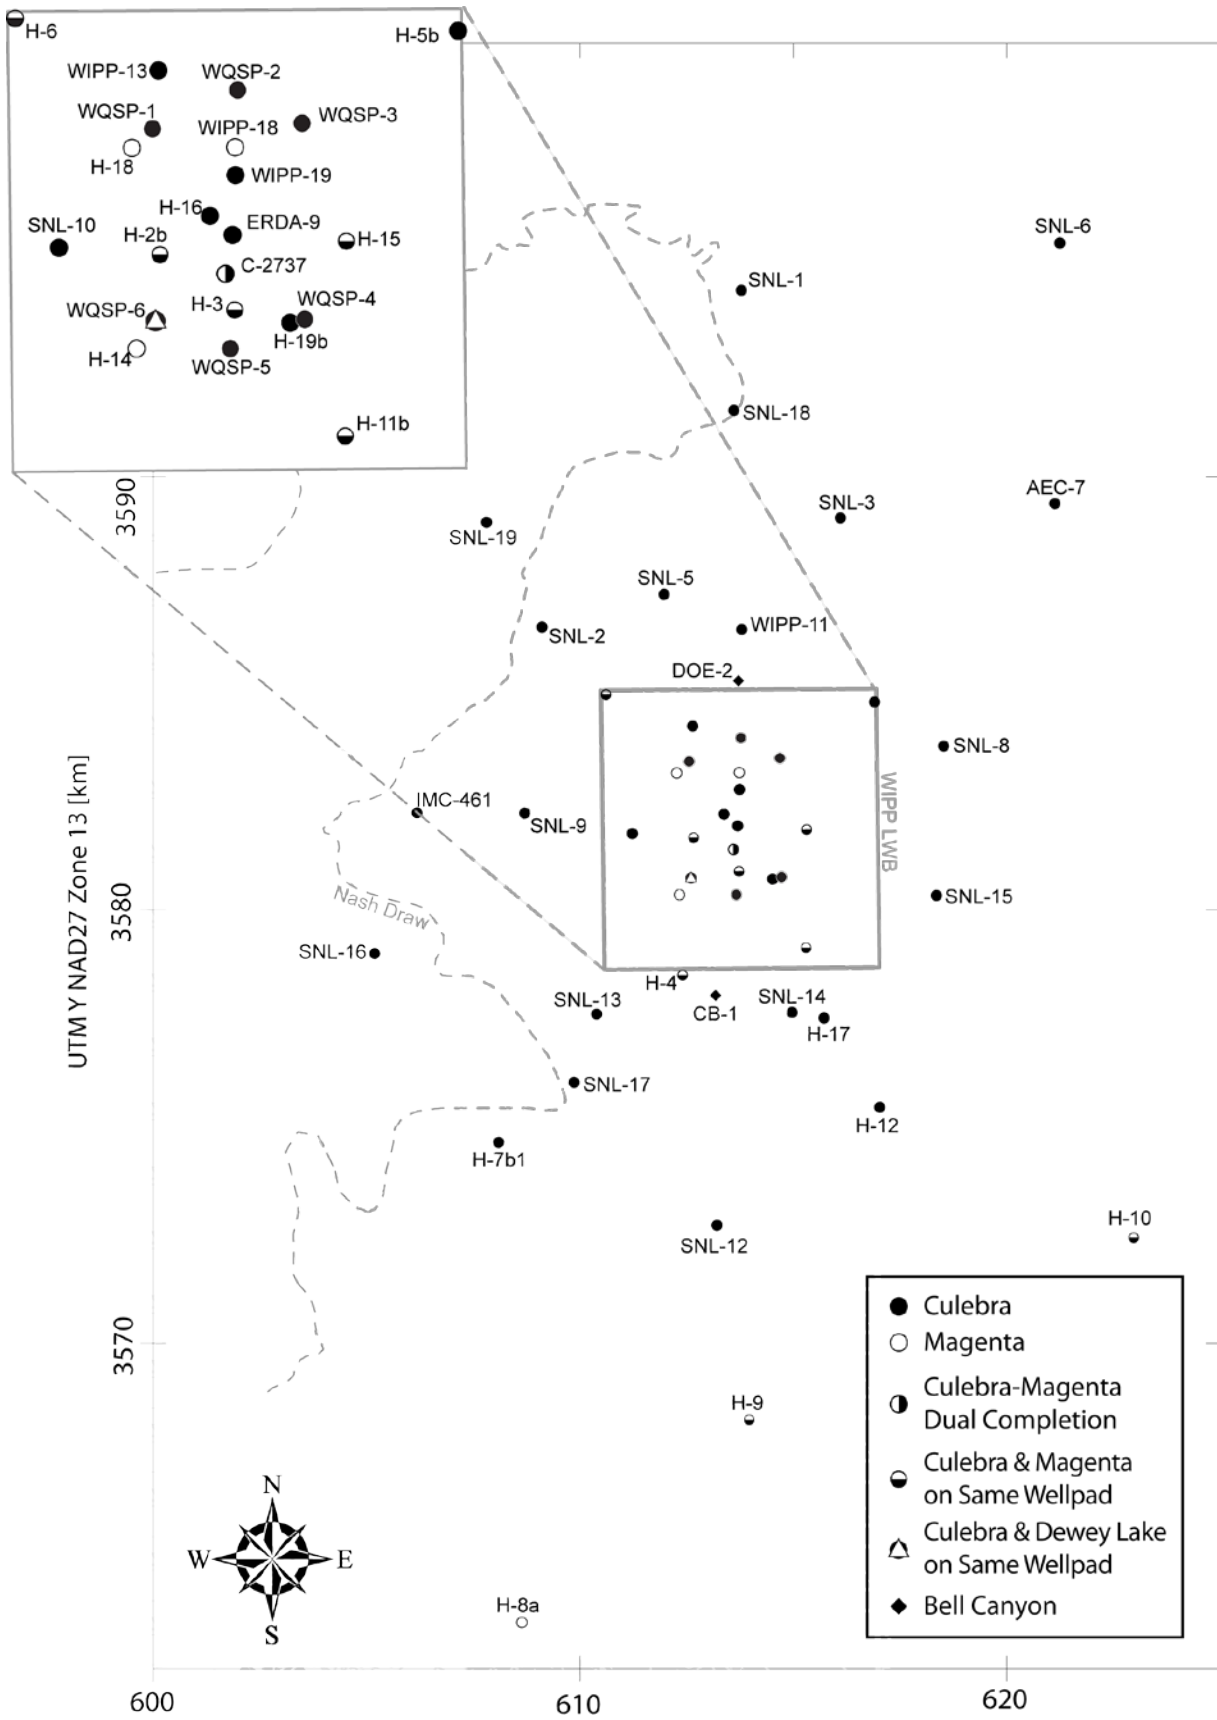 H-6
H-5b
WIPP-13
WQSP-2
WQSP-1
WIPP-18
WQSP-3
H-18
WIPP-19
H-16
SNL-10
ERDA-9
H-2b
H-15
C-2737
WQSP-6
H-3
WQSP-4
H-14
H-19b
WQSP-5
H-11b
SNL-6
SNL-1
SNL-18
3590
SNL-19
SNL-3
AEC-7
SNL-5
SNL-2
WIPP-11
DOE-2
SNL-8
UTM Y NAD27 Zone 13 [km]
IMC-461
SNL-9
WIPP LWB
3580
Nash Draw
SNL-15
SNL-16
H-4
SNL-13
CB-1
SNL-14
H-17
SNL-17
H-12
H-7b1
SNL-12
H-10
3570
H-9
Culebra
Magenta
Culebra-Magenta
Dual Completion
Culebra & Magenta
on Same Wellpad
Culebra & Dewey Lake
on Same Wellpad
Bell Canyon
N
W
E
S
H-8a
600
610
620